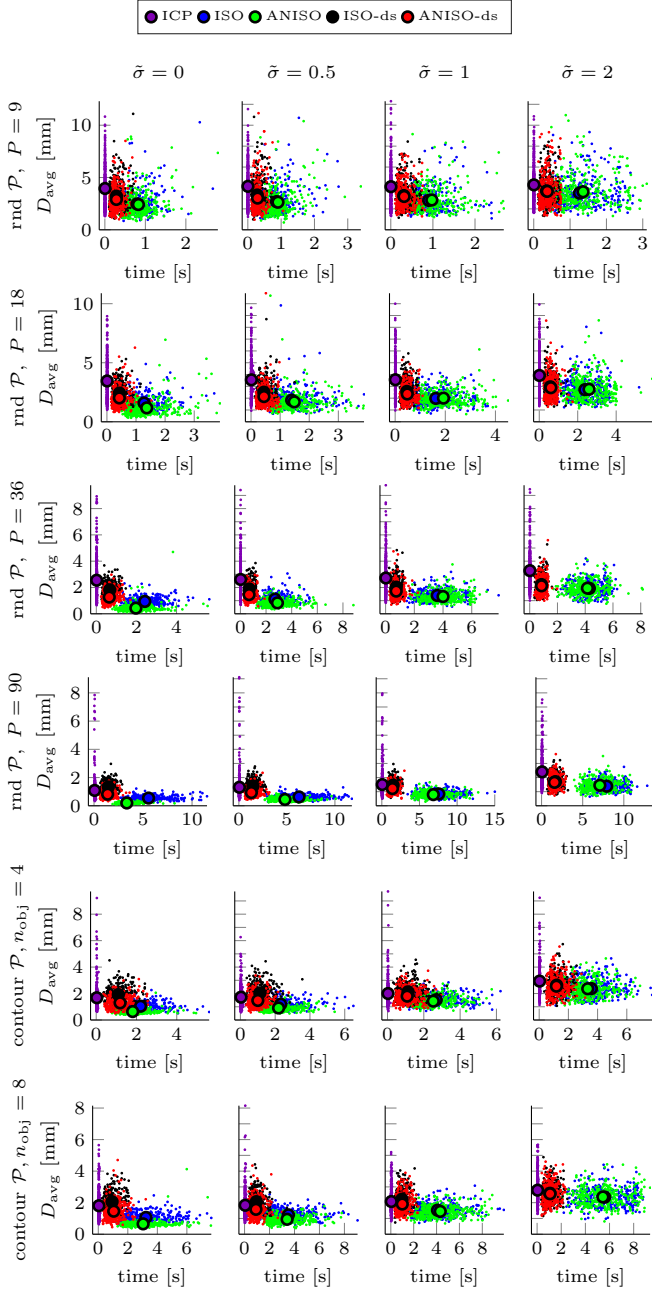 ICP ISO ANISO ISO-ds ANISO-ds
σ̃ = 0 σ̃ = 0.5 σ̃ = 1 σ̃ = 2
rnd 𝒫, P = 9
D_avg [mm]
0 5 10
0 1 2
0 1 2 3
0 1 2
0 1 2 3
time [s] time [s] time [s] time [s]
rnd 𝒫, P = 18
D_avg [mm]
0 5 10
0 1 2 3
0 1 2 3
0 2 4
0 2 4
time [s] time [s] time [s] time [s]
rnd 𝒫, P = 36
D_avg [mm]
0 2 4 6 8
0 2 4
0 2 4 6 8
0 2 4 6
0 2 4 6 8
time [s] time [s] time [s] time [s]
rnd 𝒫, P = 90
D_avg [mm]
0 2 4 6 8
0 5 10
0 5 10
0 5 10 15
0 5 10
time [s] time [s] time [s] time [s]
contour 𝒫, n_obj = 4
D_avg [mm]
0 2 4 6 8
0 2 4
0 2 4 6
0 2 4 6
0 2 4 6
time [s] time [s] time [s] time [s]
contour 𝒫, n_obj = 8
D_avg [mm]
0 2 4 6 8
0 2 4 6
0 2 4 6 8
0 2 4 6 8
0 2 4 6 8
time [s] time [s] time [s] time [s]